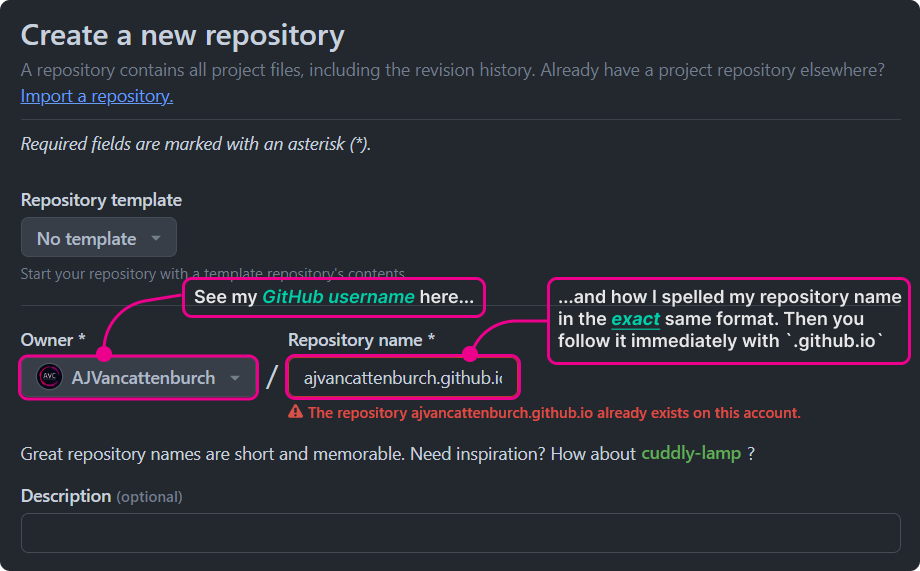 Create a new repository
A repository contains all project files, including the revision history. Already have a project repository elsewhere?
Import a repository.
Required fields are marked with an asterisk (*).
Repository template
No template
Start your repository with a template repository's contents.
See my GitHub username here...
...and how I spelled my repository name
in the exact same format. Then you
follow it immediately with `.github.io`
Owner *
Repository name *
AVC
AJVancattenburch
/
ajvancattenburch.github.io
The repository ajvancattenburch.github.io already exists on this account.
Great repository names are short and memorable. Need inspiration? How about cuddly-lamp ?
Description (optional)